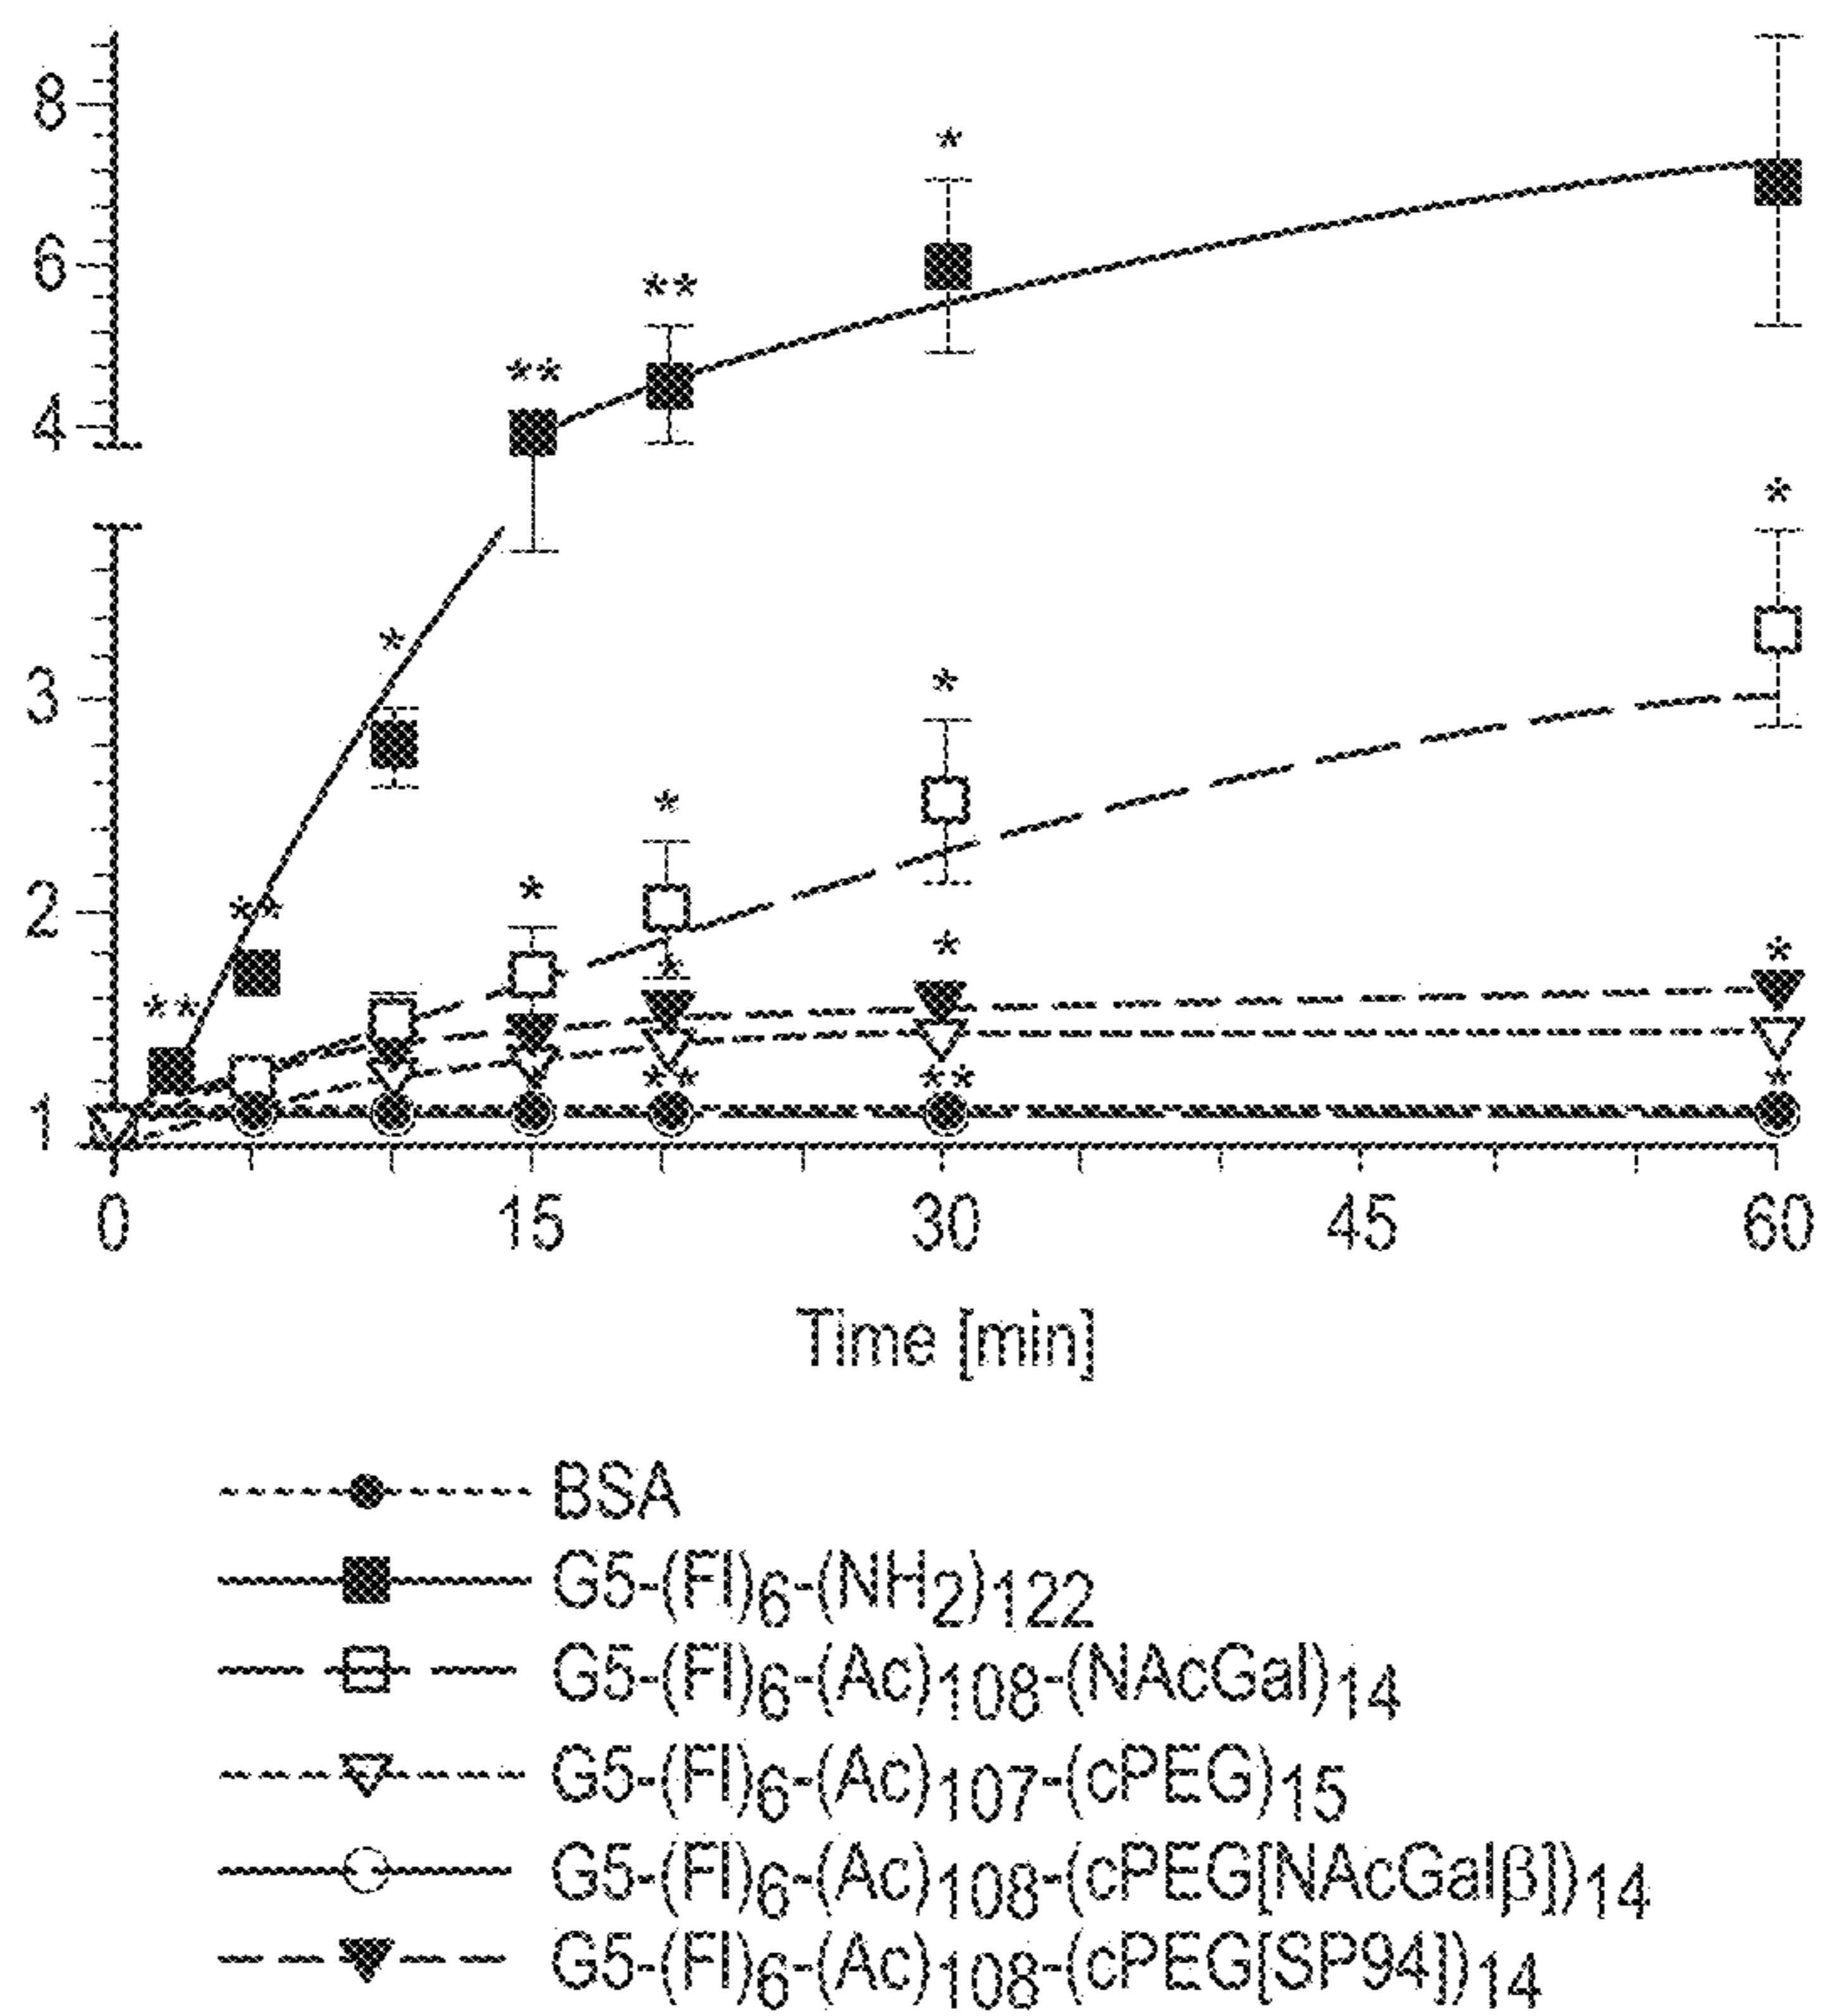 8
6
4
3
2
1
** ** * ** ** *
* * * *
* * *
** ** *
0 15 30 45 60
Time [min]
BSA
G5-(Fl)6-(NH2)122
G5-(Fl)6-(Ac)108-(NAcGal)14
G5-(Fl)6-(Ac)107-(cPEG)15
G5-(Fl)6-(Ac)108-(cPEG[NAcGalβ])14
G5-(Fl)6-(Ac)108-(cPEG[SP94])14